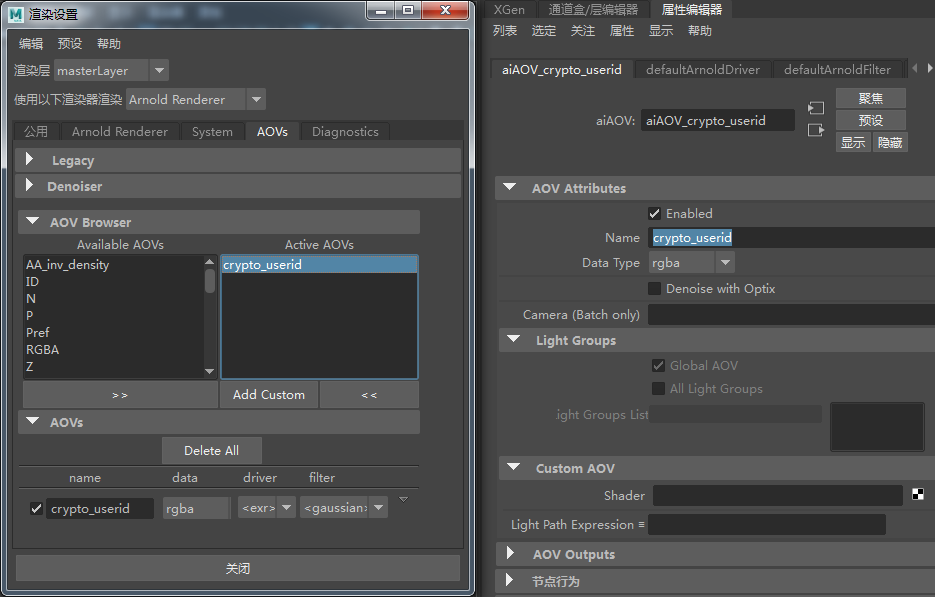 渲染设置
编辑 预设 帮助
渲染层 masterLayer
使用以下渲染器渲染 Arnold Renderer
公用 Arnold Renderer System AOVs Diagnostics
Legacy
Denoiser
AOV Browser
Available AOVs Active AOVs
AA_inv_density
ID
N
P
Pref
RGBA
Z
crypto_userid
>> Add Custom <<
AOVs
Delete All
name data driver filter
crypto_userid rgba <exr> <gaussian>
关闭
XGen 通道盒/层编辑器 属性编辑器
列表 选定 关注 属性 显示 帮助
aiAOV_crypto_userid defaultArnoldDriver defaultArnoldFilter
aiAOV: aiAOV_crypto_userid
聚焦
预设
显示 隐藏
AOV Attributes
Enabled
Name crypto_userid
Data Type rgba
Denoise with Optix
Camera (Batch only)
Light Groups
Global AOV
All Light Groups
ight Groups List
Custom AOV
Shader
Light Path Expression =
AOV Outputs
节点行为